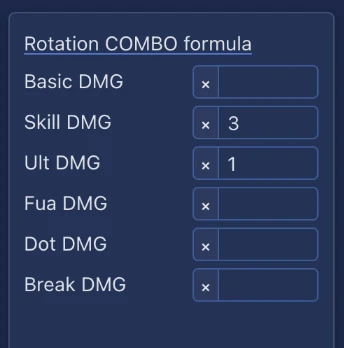 Rotation COMBO formula
Basic DMG ×
Skill DMG × 3
Ult DMG × 1
Fua DMG ×
Dot DMG ×
Break DMG ×